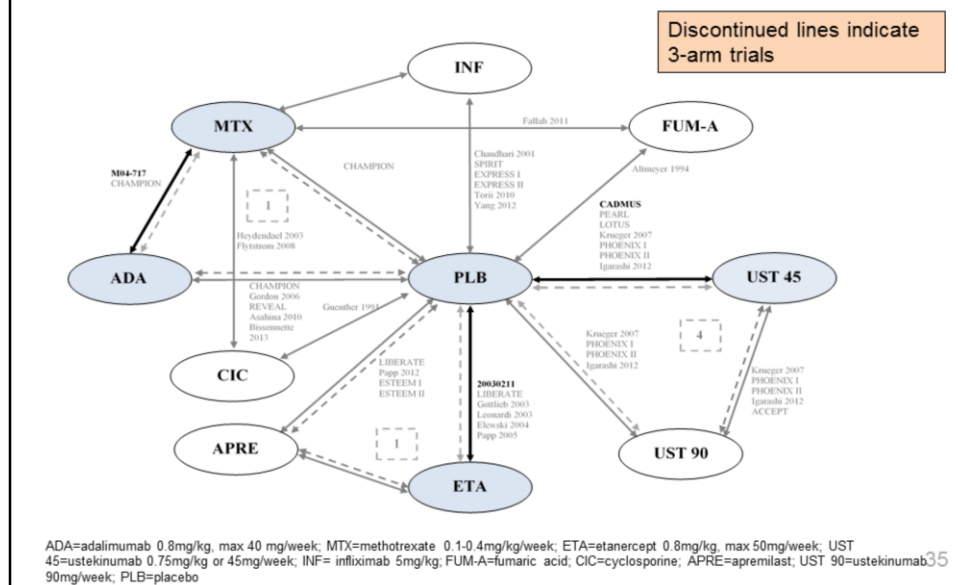 Discontinued lines indicate
3-arm trials
INF
MTX
FUM-A
Fallah 2011
Chaudhari 2001
SPIRIT
EXPRESS I
EXPRESS II
Torii 2010
Yang 2012
CHAMPION
Altmeyer 1994
M04-717
CHAMPION
1
Heydendael 2003
Flytstrom 2008
CADMUS
PEARL
LOTUS
Krueger 2007
PHOENIX I
PHOENIX II
Igarashi 2012
ADA
PLB
UST 45
CHAMPION
Gordon 2006
REVEAL
Asahina 2010
Bissonnette
2013
Guenther 1991
Krueger 2007
PHOENIX I
PHOENIX II
Igarashi 2012
4
CIC
LIBERATE
Papp 2012
ESTEEM I
ESTEEM II
20030211
LIBERATE
Gottlieb 2003
Leonardi 2003
Elewski 2004
Papp 2005
Krueger 2007
PHOENIX I
PHOENIX II
Igarashi 2012
ACCEPT
APRE
1
UST 90
ETA
ADA=adalimumab 0.8mg/kg, max 40 mg/week; MTX=methotrexate 0.1-0.4mg/kg/week; ETA=etanercept 0.8mg/kg, max 50mg/week; UST
45=ustekinumab 0.75mg/kg or 45mg/week; INF= infliximab 5mg/kg; FUM-A=fumaric acid; CIC=cyclosporine; APRE=apremilast; UST 90=ustekinumab
90mg/week; PLB=placebo
35